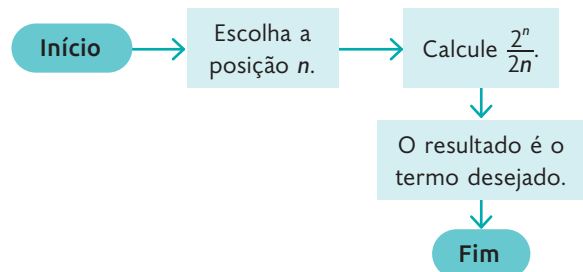 Início
Escolha a
posição n.
Calcule 2ⁿ/2n.
O resultado é o
termo desejado.
Fim